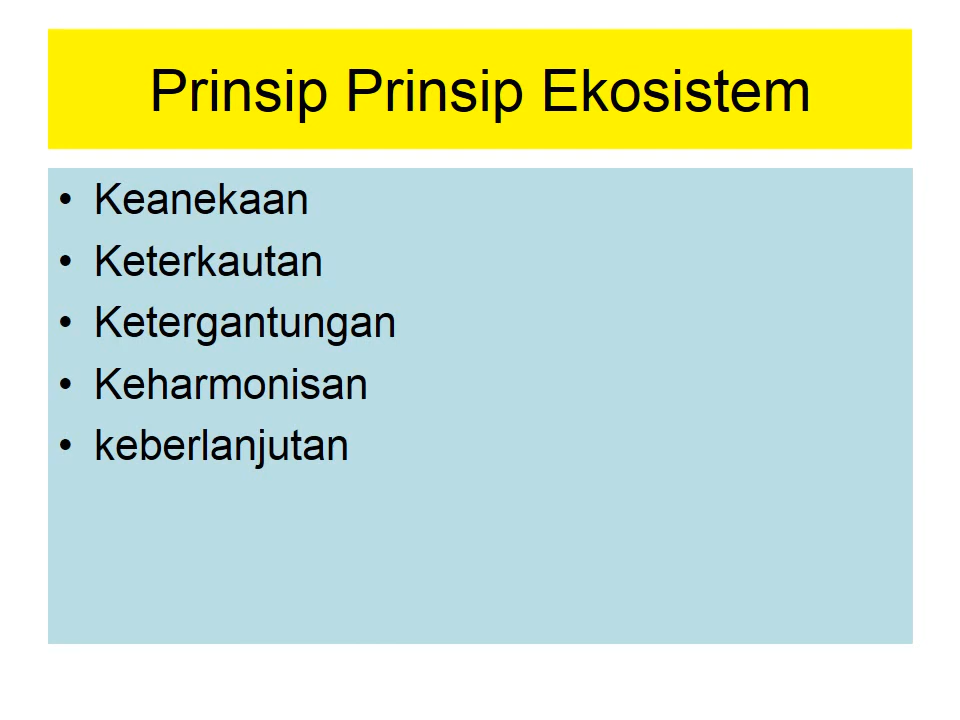 Prinsip Prinsip Ekosistem
• Keanekaan
• Keterkautan
• Ketergantungan
• Keharmonisan
• keberlanjutan